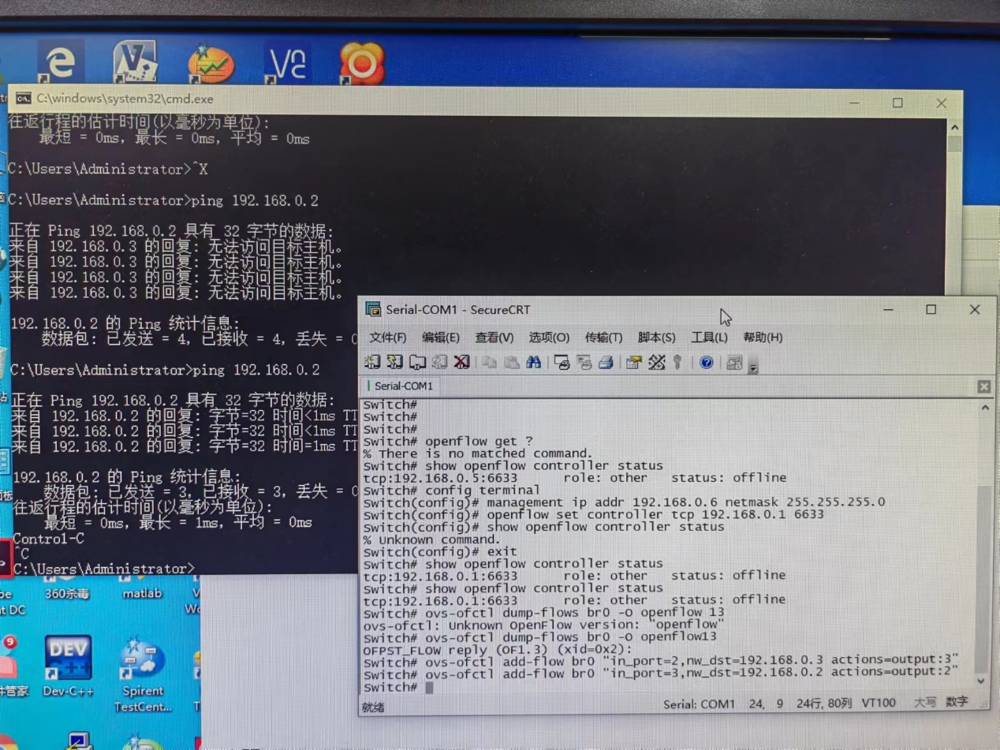 C:\windows\system32\cmd.exe
往返行程的估计时间(以毫秒为单位):
最短 = 0ms，最长 = 0ms，平均 = 0ms
C:\Users\Administrator>^X
C:\Users\Administrator>ping 192.168.0.2
正在 Ping 192.168.0.2 具有 32 字节的数据:
来自 192.168.0.3 的回复: 无法访问目标主机。
来自 192.168.0.3 的回复: 无法访问目标主机。
来自 192.168.0.3 的回复: 无法访问目标主机。
来自 192.168.0.3 的回复: 无法访问目标主机。
192.168.0.2 的 Ping 统计信息:
数据包: 已发送 = 4，已接收 = 4，丢失 = 0
C:\Users\Administrator>ping 192.168.0.2
正在 Ping 192.168.0.2 具有 32 字节的数据:
来自 192.168.0.2 的回复: 字节=32 时间<1ms TT
来自 192.168.0.2 的回复: 字节=32 时间<1ms TT
来自 192.168.0.2 的回复: 字节=32 时间=1ms TT
192.168.0.2 的 Ping 统计信息:
数据包: 已发送 = 3，已接收 = 3，丢失 = 0
往返行程的估计时间(以毫秒为单位):
最短 = 0ms，最长 = 1ms，平均 = 0ms
Control-C
^C
C:\Users\Administrator>
Serial-COM1 - SecureCRT
文件(F) 编辑(E) 查看(V) 选项(O) 传输(T) 脚本(S) 工具(L) 帮助(H)
Serial-COM1
Switch#
Switch#
Switch#
Switch# openflow get ?
% There is no matched command.
Switch# show openflow controller status
tcp:192.168.0.5:6633 role: other status: offline
Switch# config terminal
Switch(config)# management ip addr 192.168.0.6 netmask 255.255.255.0
Switch(config)# openflow set controller tcp 192.168.0.1 6633
Switch(config)# show openflow controller status
% Unknown command.
Switch(config)# exit
Switch# show openflow controller status
tcp:192.168.0.1:6633 role: other status: offline
Switch# show openflow controller status
tcp:192.168.0.1:6633 role: other status: offline
Switch# ovs-ofctl dump-flows br0 -O openflow 13
ovs-ofctl: Unknown OpenFlow version: "openflow"
Switch# ovs-ofctl dump-flows br0 -O openflow13
OFPST_FLOW reply (OF1.3) (xid=0x2):
Switch# ovs-ofctl add-flow br0 "in_port=2,nw_dst=192.168.0.3 actions=output:3"
Switch# ovs-ofctl add-flow br0 "in_port=3,nw_dst=192.168.0.2 actions=output:2"
Switch#
就绪 Serial: COM1 24, 9 24行, 80列 VT100 大写 数字
360杀毒 matlab
t DC
9
DEV C++
件管家 Dev-C++ Spirent
TestCent...